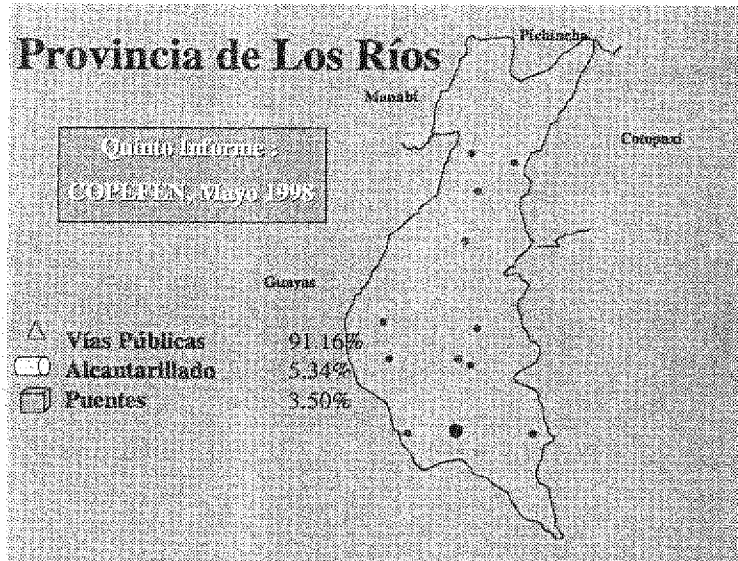 Provincia de Los Ríos
Pichincha
Manabí
Cotopaxi
Quinto Informe :
COPEFEN, Mayo 1998
Guayas
Vías Públicas 91.16%
Alcantarillado 5.34%
Puentes 3.50%